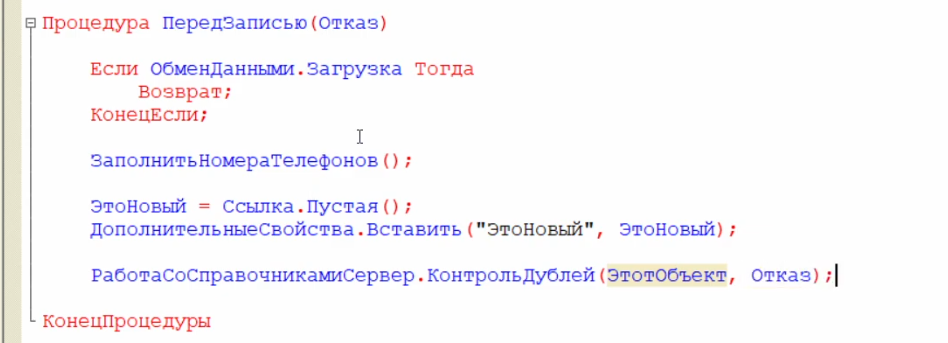 Процедура ПередЗаписью(Отказ)
Если ОбменДанными.Загрузка Тогда
Возврат;
КонецЕсли;
ЗаполнитьНомераТелефонов();
ЭтоНовый = Ссылка.Пустая();
ДополнительныеСвойства.Вставить("ЭтоНовый", ЭтоНовый);
РаботаСоСправочникамиСервер.КонтрольДублей(ЭтотОбъект, Отказ);
КонецПроцедуры